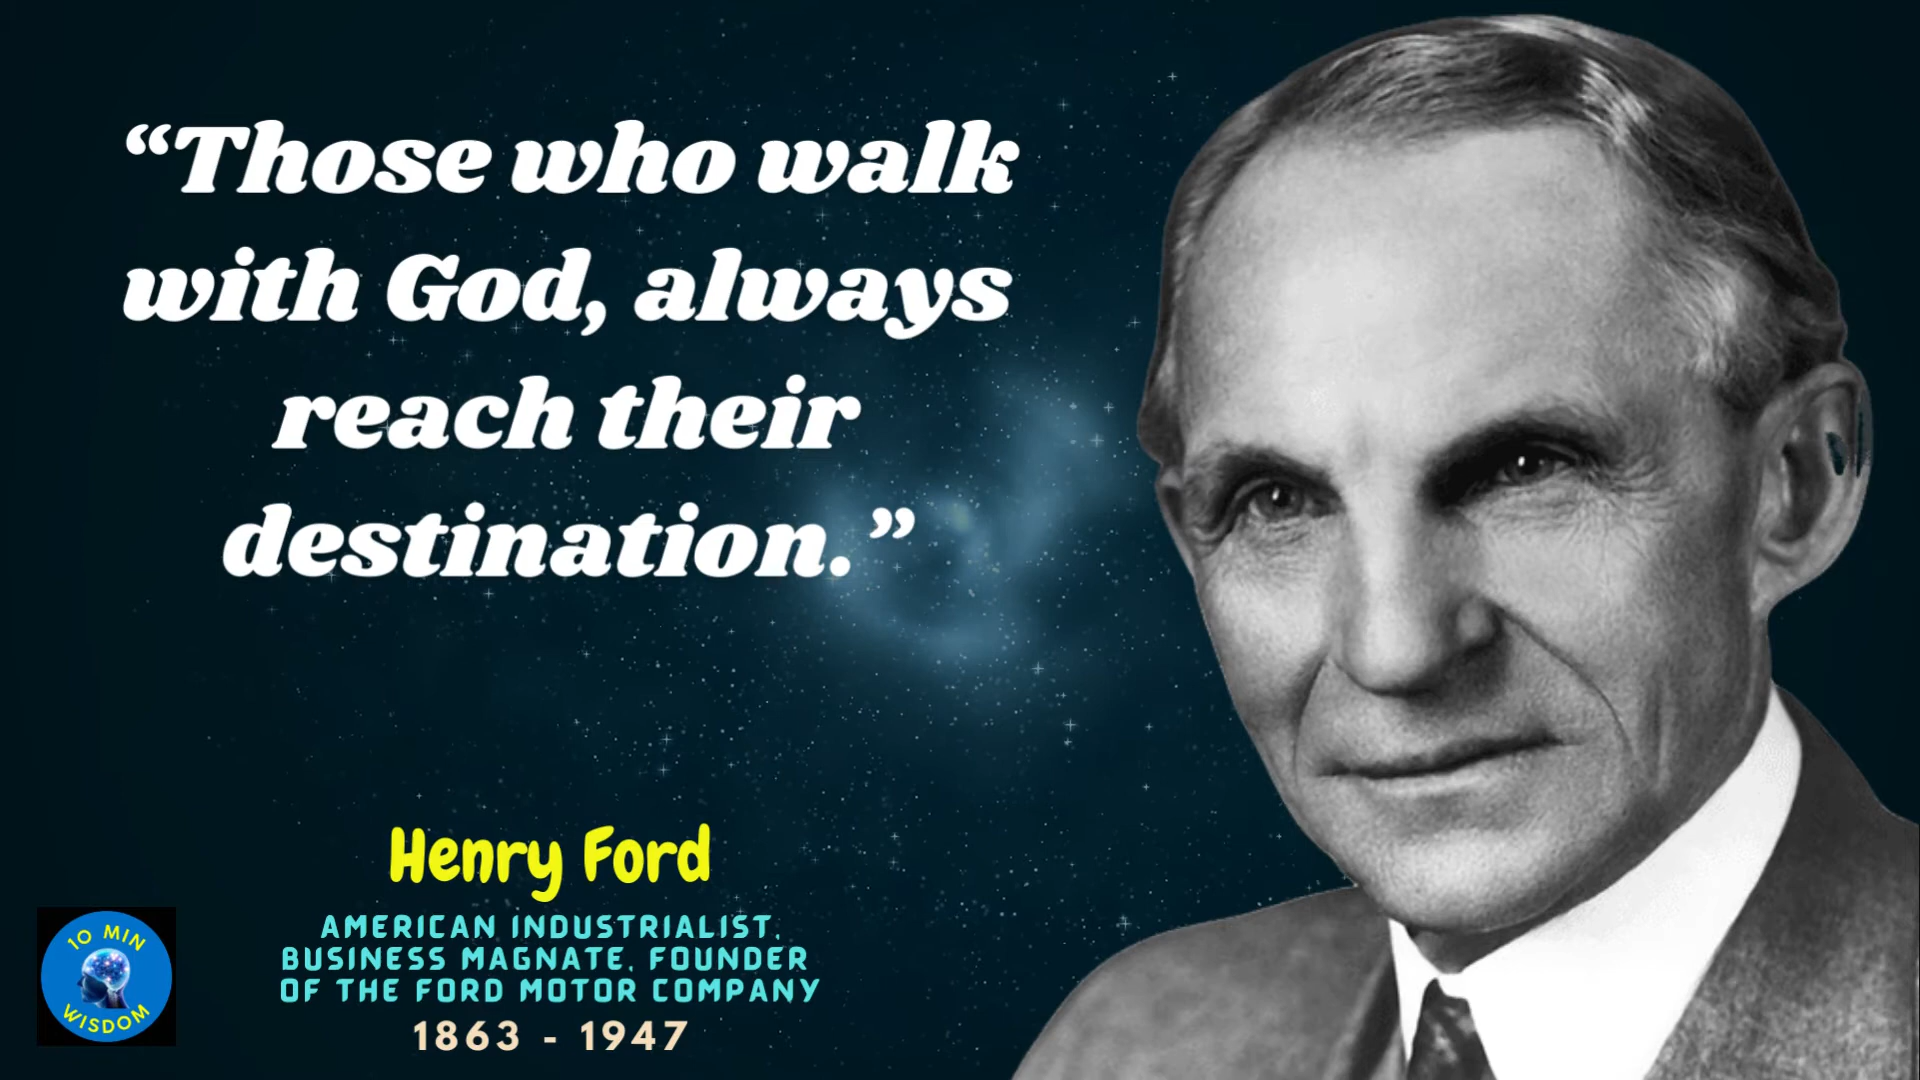 “Those who walk
with God, always
reach their
destination.”
Henry Ford
AMERICAN INDUSTRIALIST,
BUSINESS MAGNATE, FOUNDER
OF THE FORD MOTOR COMPANY
1863 - 1947
10 MIN
WISDOM